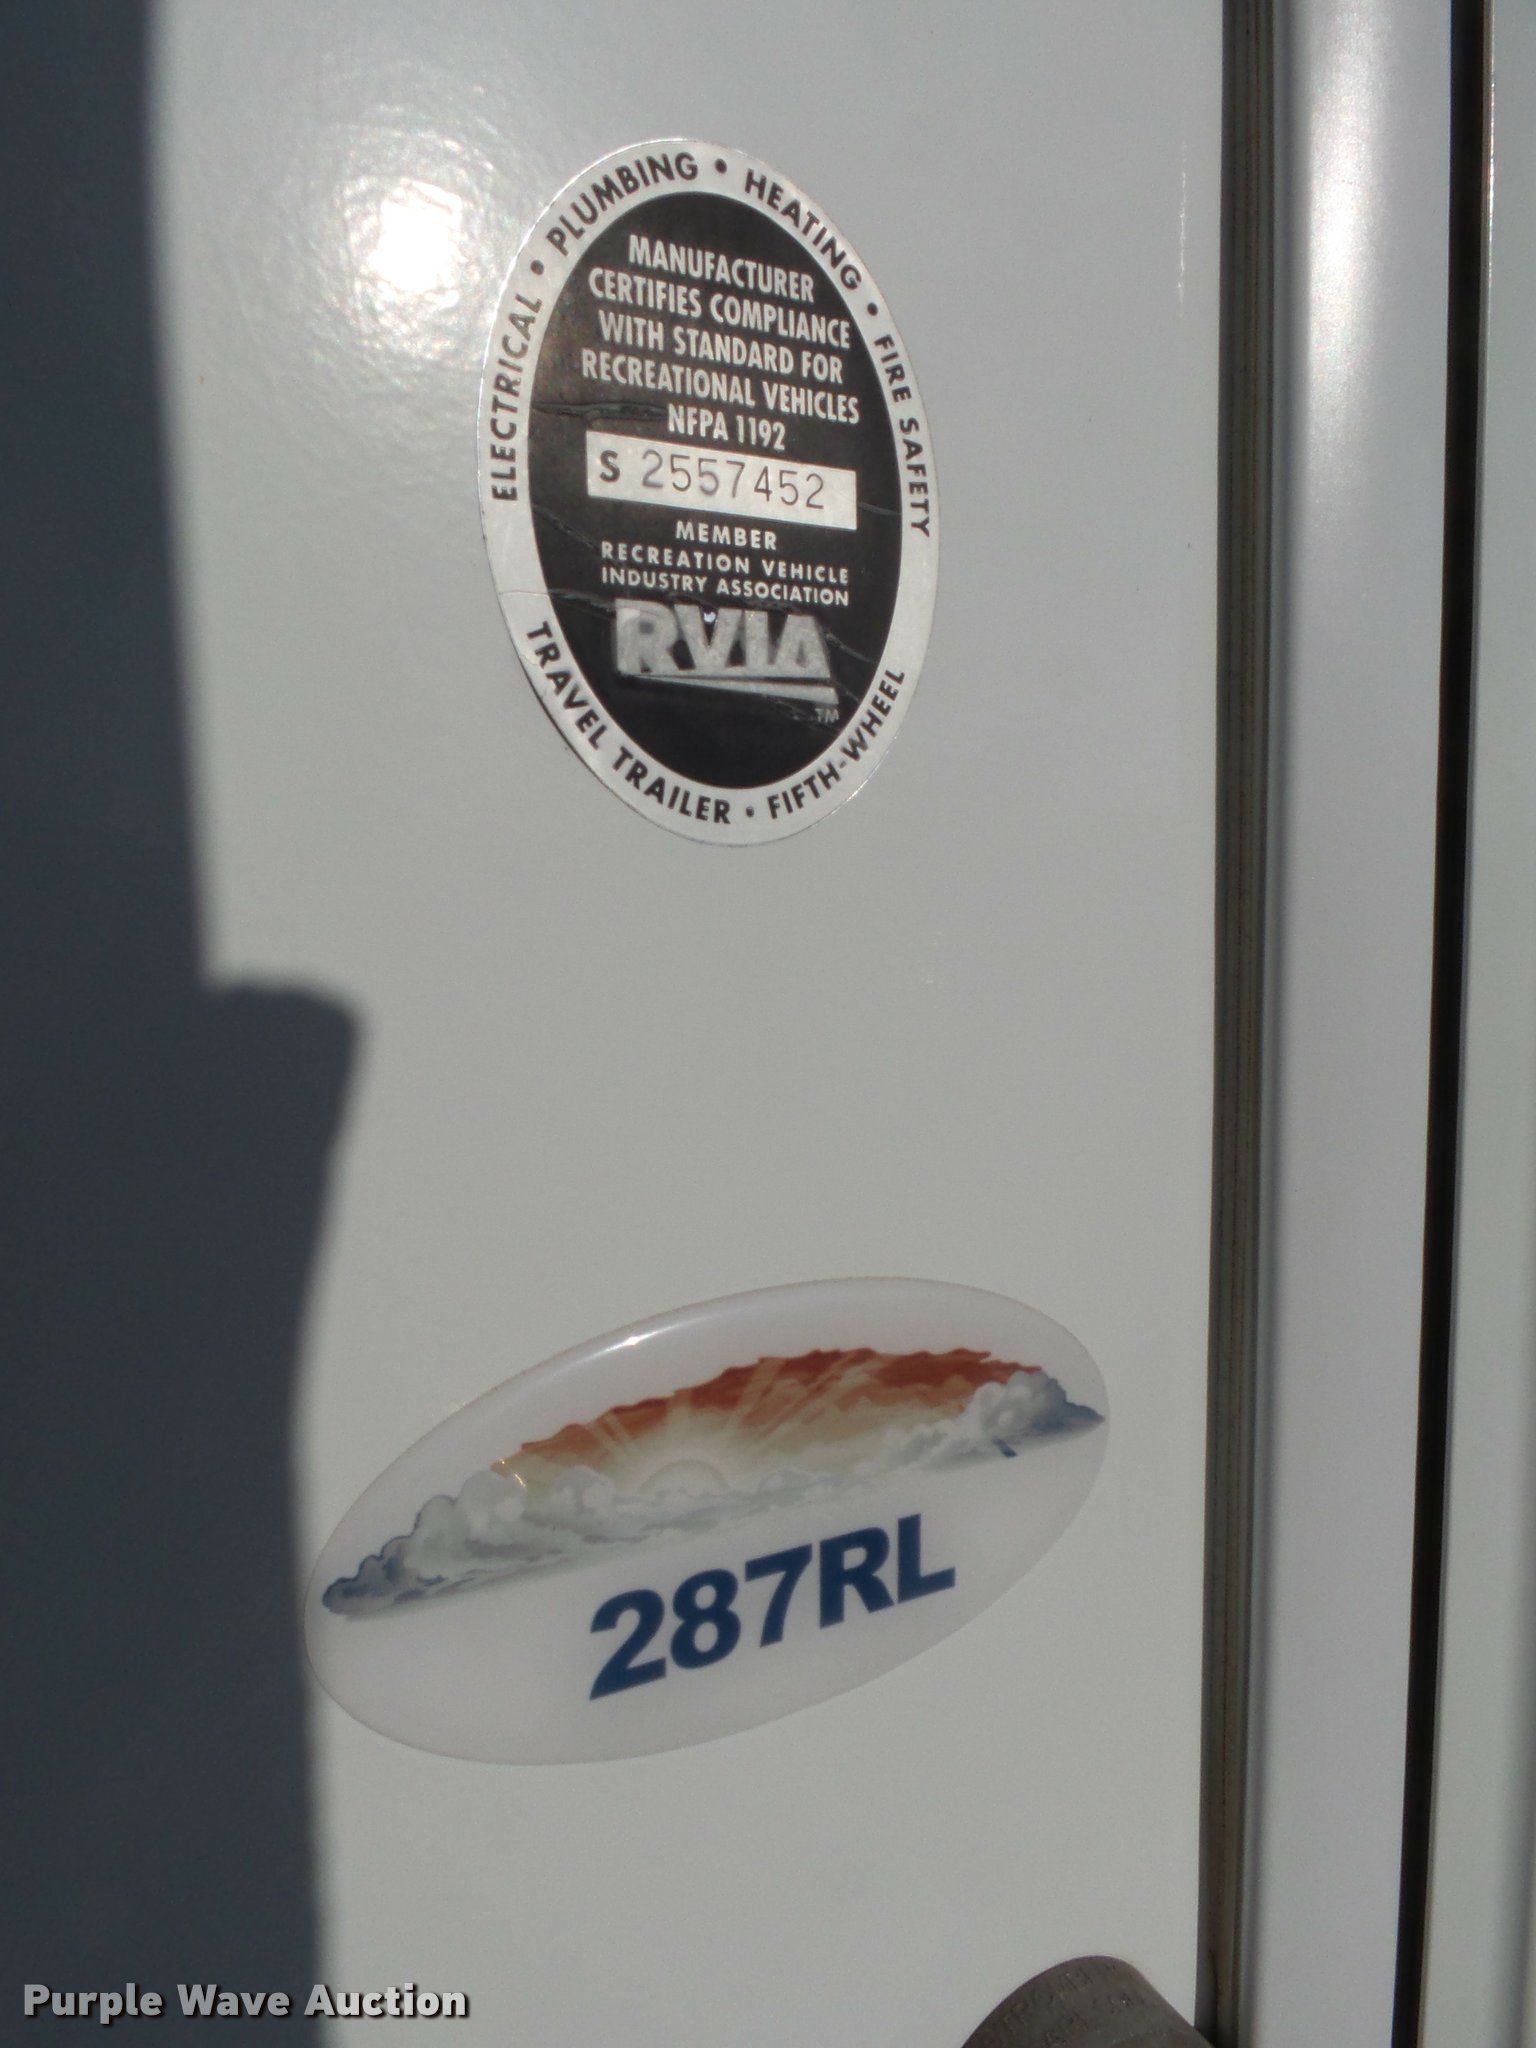 ELECTRICAL • PLUMBING • HEATING • FIRE SAFETY
MANUFACTURER
CERTIFIES COMPLIANCE
WITH STANDARD FOR
RECREATIONAL VEHICLES
NFPA 1192
S 2557452
MEMBER
RECREATION VEHICLE
INDUSTRY ASSOCIATION
RVIA
TM
TRAVEL TRAILER • FIFTH-WHEEL
287RL
Purple Wave Auction